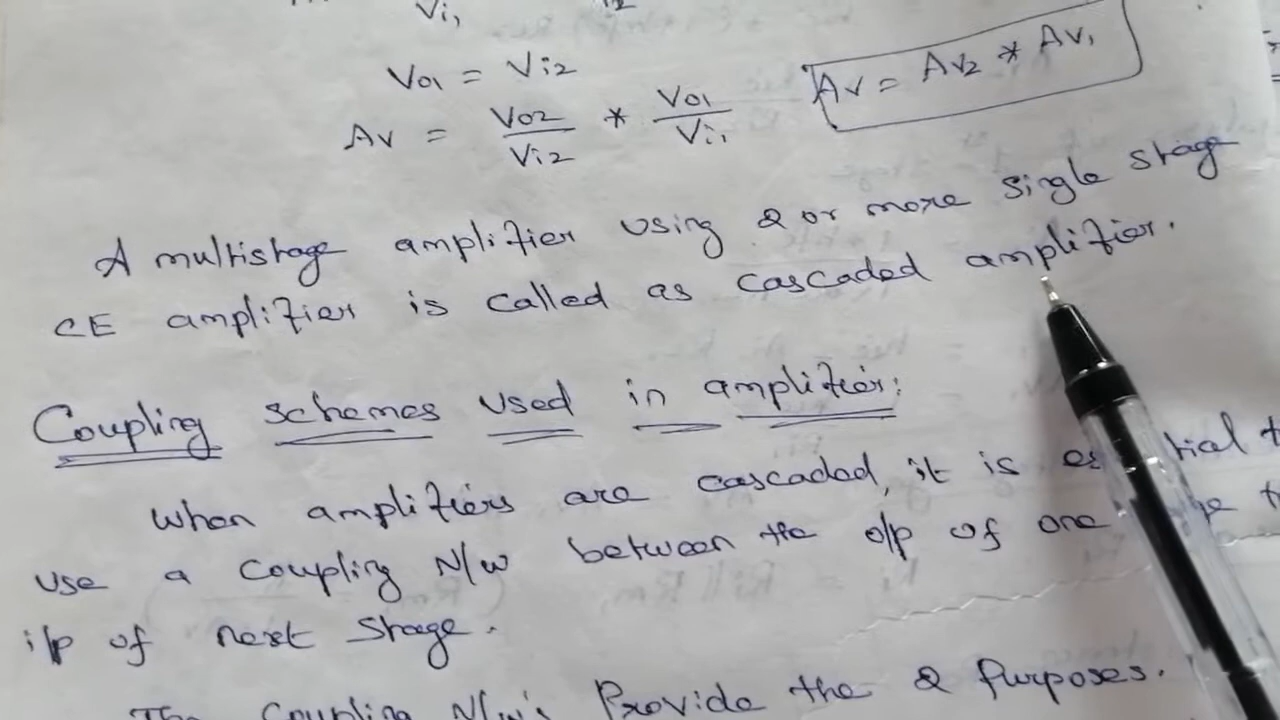 Vi1
Vo1 = Vi2
Av = Vo2/Vi2 * Vo1/Vi1
Av = Av2 * Av1
A multistage amplifier using 2 or more single stage
CE amplifier is called as cascaded amplifier.
Coupling schemes used in amplifier:
When amplifiers are cascaded, it is
use a coupling N/W between the o/p of one
i/p of next stage.
The Coupling N/W's Provide the 2 Purposes.